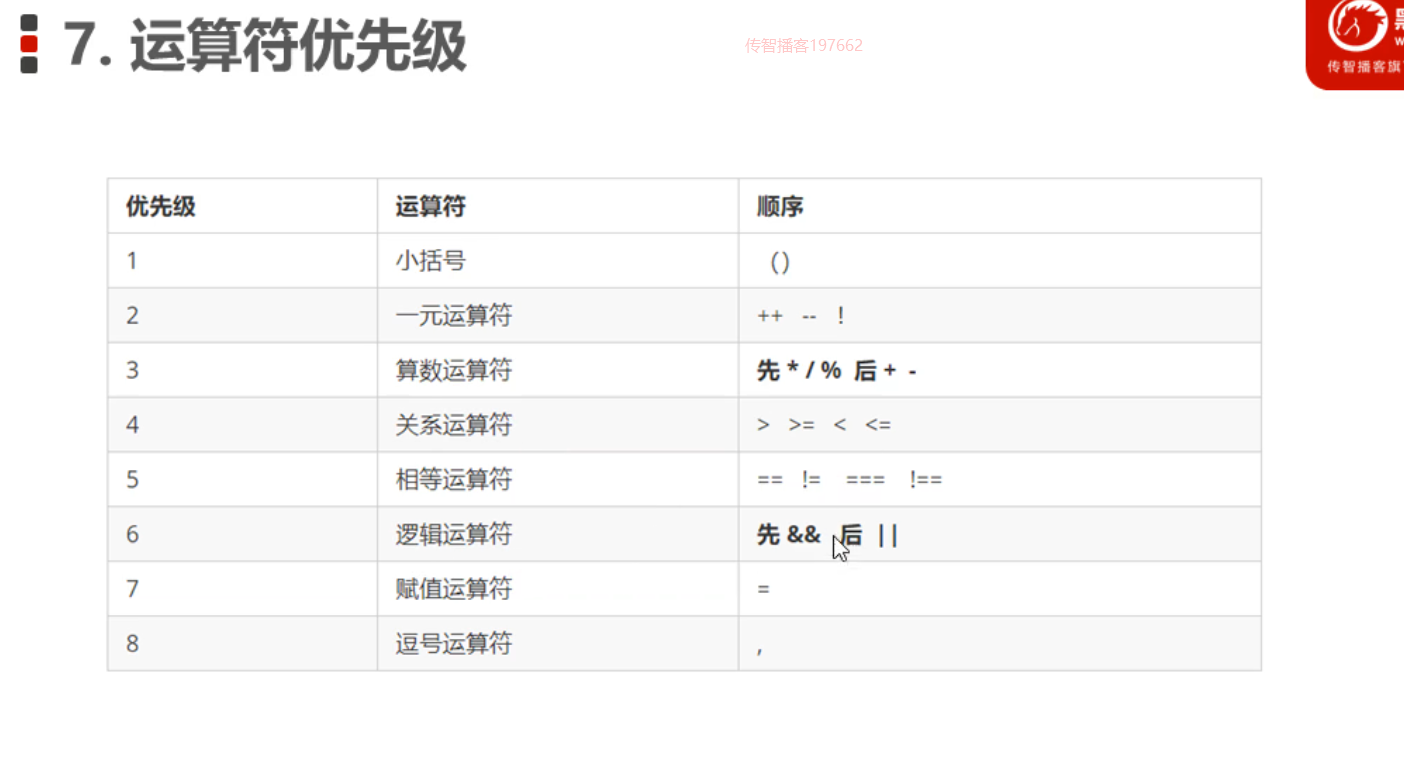 7. 运算符优先级
传智播客197662
传智播客旗
优先级 运算符 顺序
1 小括号 ()
2 一元运算符 ++ -- !
3 算数运算符 先 * / % 后 + -
4 关系运算符 > >= < <=
5 相等运算符 == != === !==
6 逻辑运算符 先 && 后 ||
7 赋值运算符 =
8 逗号运算符 ,